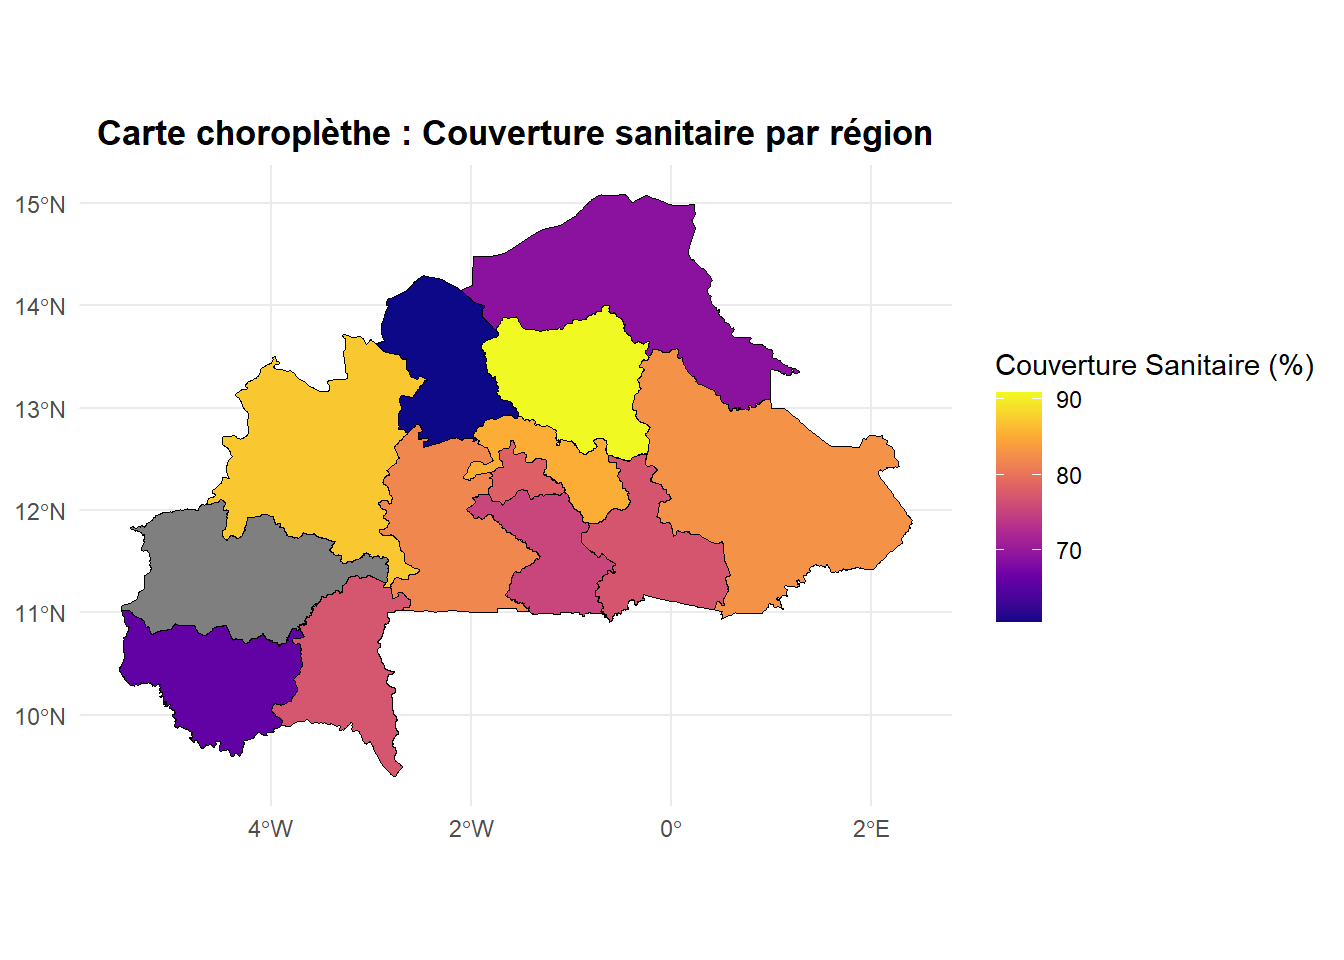 Carte choroplèthe : Couverture sanitaire par région
15°N
14°N
13°N
12°N
11°N
10°N
4°W
2°W
0°
2°E
Couverture Sanitaire (%)
90
80
70